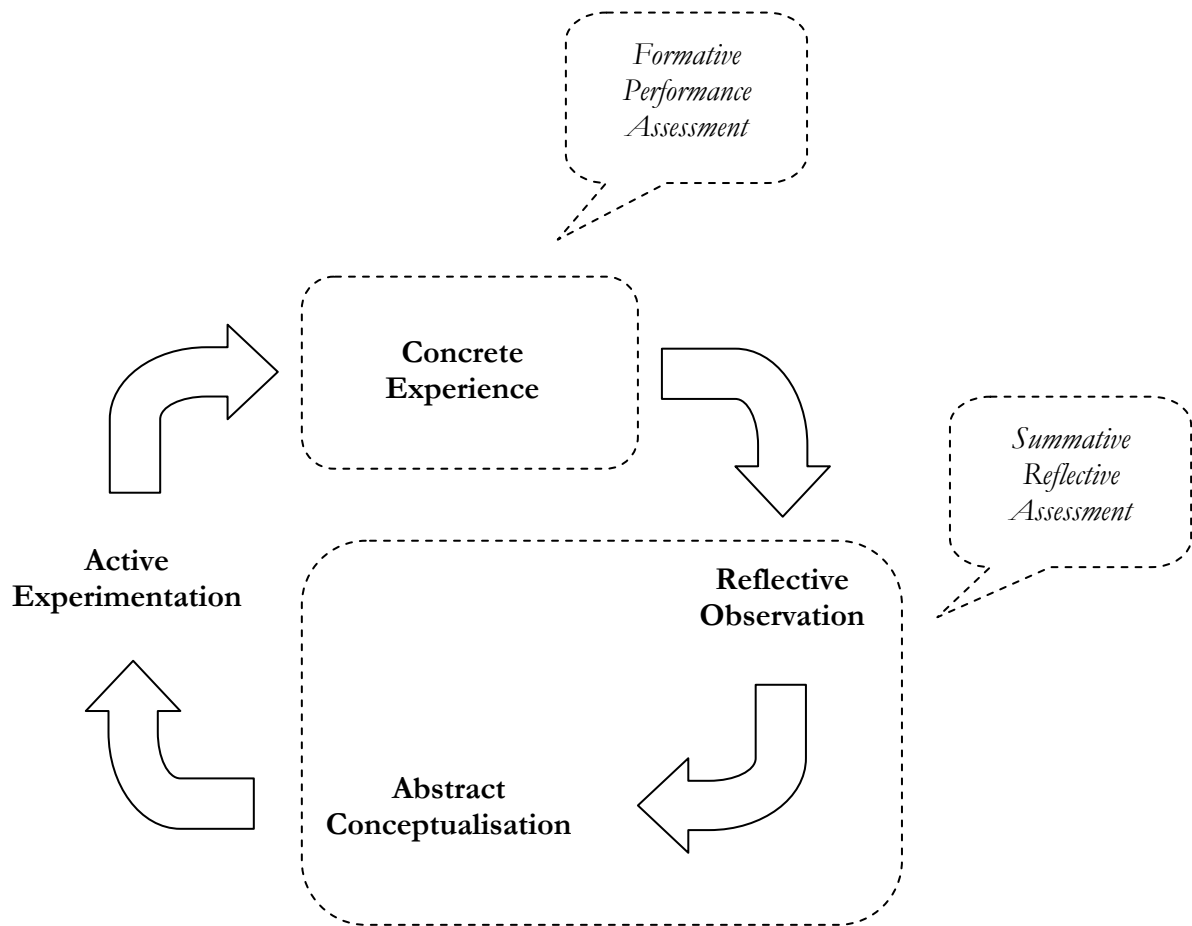 Formative
Performance
Assessment
Concrete
Experience
Summative
Reflective
Assessment
Active
Experimentation
Reflective
Observation
Abstract
Conceptualisation